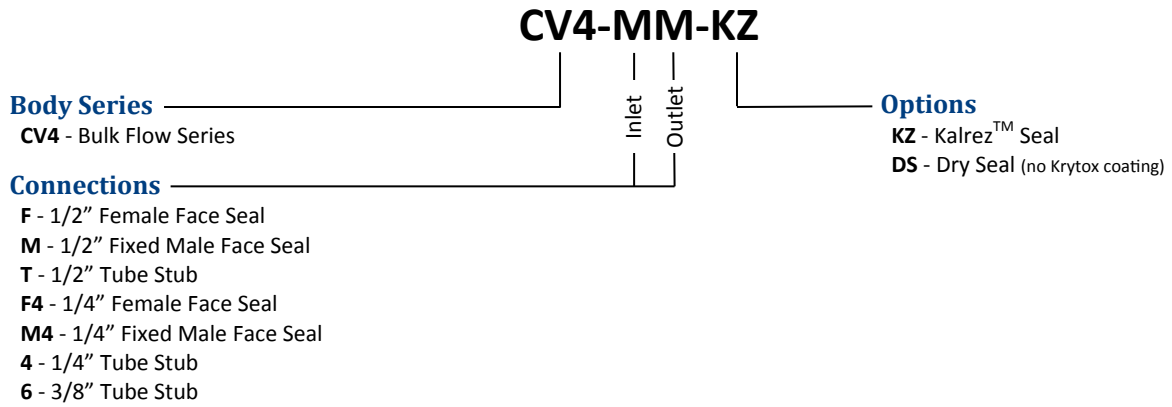 CV4-MM-KZ
Body Series
CV4 - Bulk Flow Series
Inlet
Outlet
Options
KZ - Kalrez™ Seal
DS - Dry Seal (no Krytox coating)
Connections
F - 1/2” Female Face Seal
M - 1/2” Fixed Male Face Seal
T - 1/2” Tube Stub
F4 - 1/4” Female Face Seal
M4 - 1/4” Fixed Male Face Seal
4 - 1/4” Tube Stub
6 - 3/8” Tube Stub